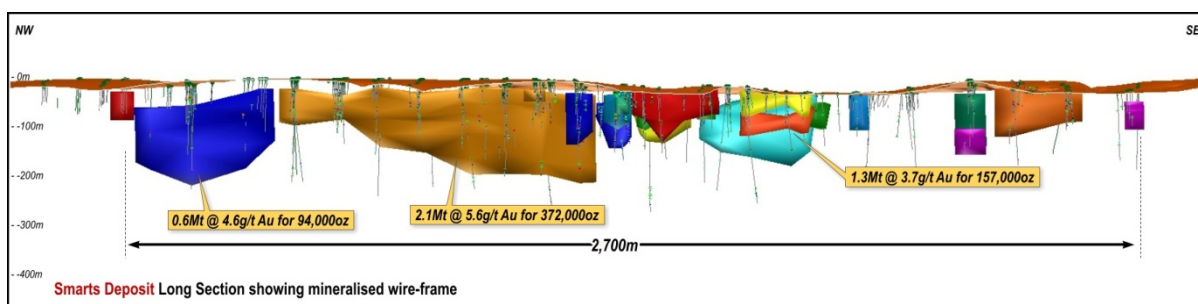 NW
SE
- 0m
- -100m
- -200m
- -300m
- -400m
0.6Mt @ 4.6g/t Au for 94,000oz
2.1Mt @ 5.6g/t Au for 372,000oz
1.3Mt @ 3.7g/t Au for 157,000oz
2,700m
Smarts Deposit Long Section showing mineralised wire-frame